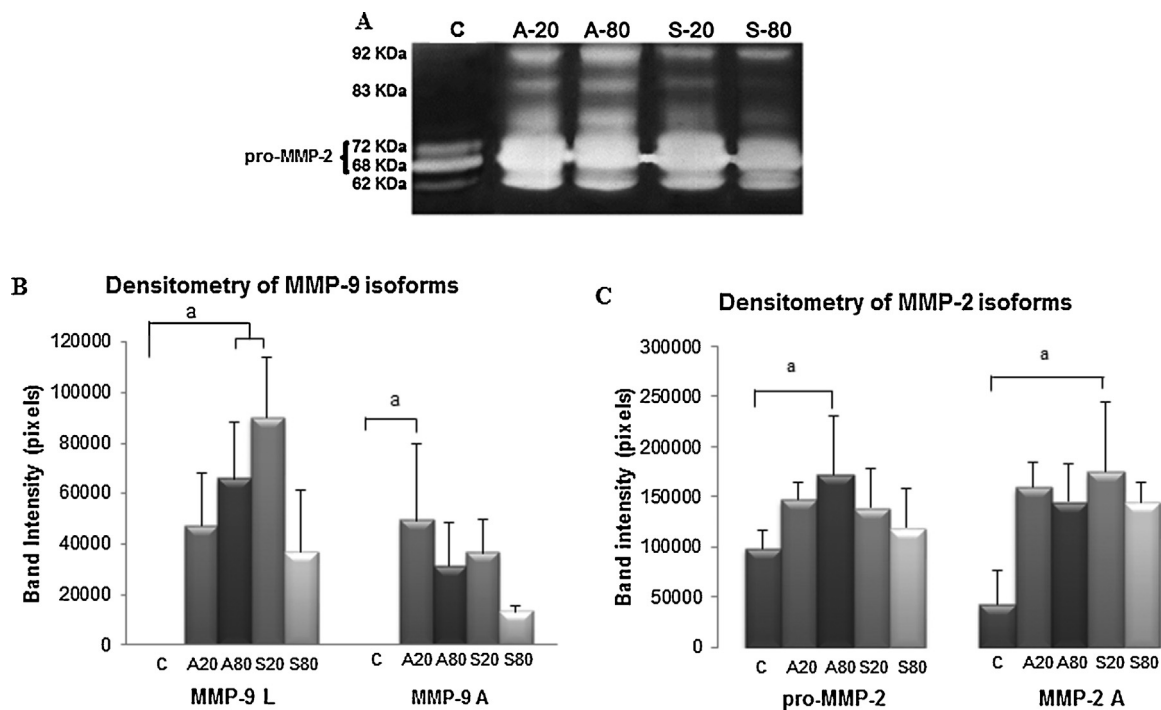 A
C A-20 A-80 S-20 S-80
92 KDa
83 KDa
pro-MMP-2
72 KDa
68 KDa
62 KDa
B
Densitometry of MMP-9 isoforms
Band Intensity (pixels)
120000
100000
80000
60000
40000
20000
0
a
a
C A20 A80 S20 S80
C A20 A80 S20 S80
MMP-9 L
MMP-9 A
C
Densitometry of MMP-2 isoforms
Band intensity (pixels)
300000
250000
200000
150000
100000
50000
0
a
a
C A20 A80 S20 S80
C A20 A80 S20 S80
pro-MMP-2
MMP-2 A